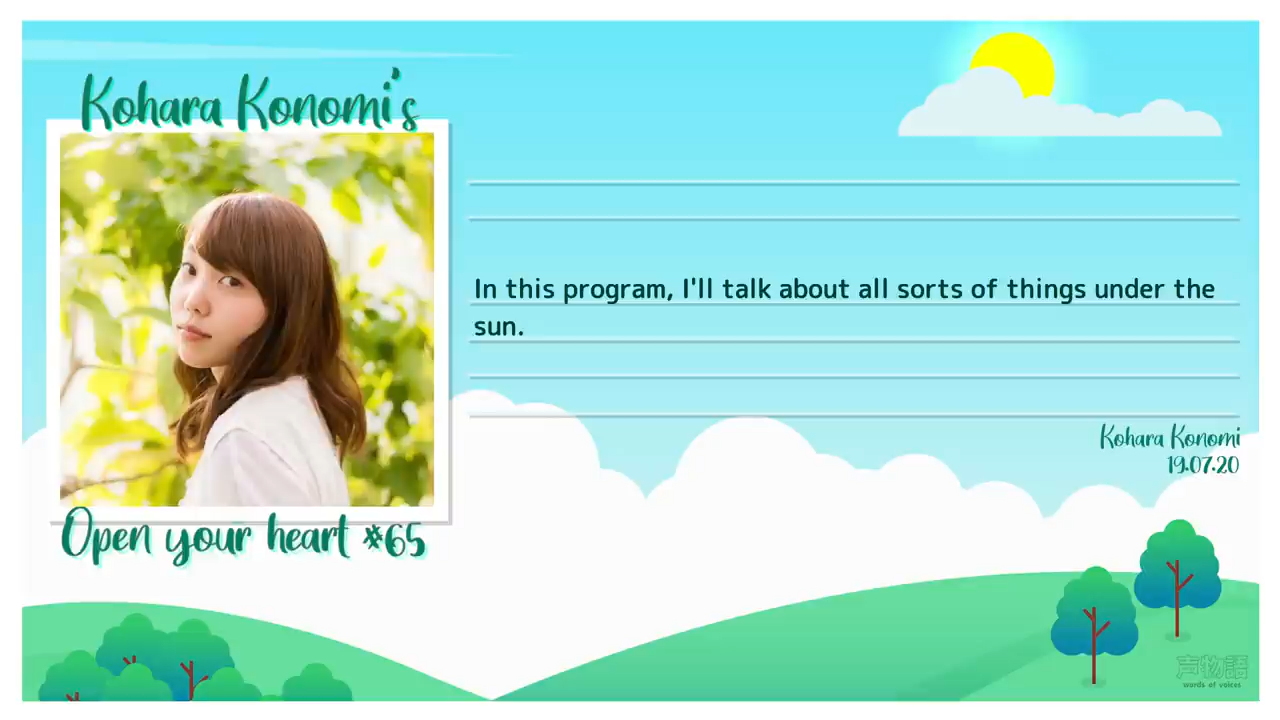 Kohara Konomi's
In this program, I'll talk about all sorts of things under the
sun.
Kohara Konomi
19.07.20
Open your heart #65
声物語
words of voices